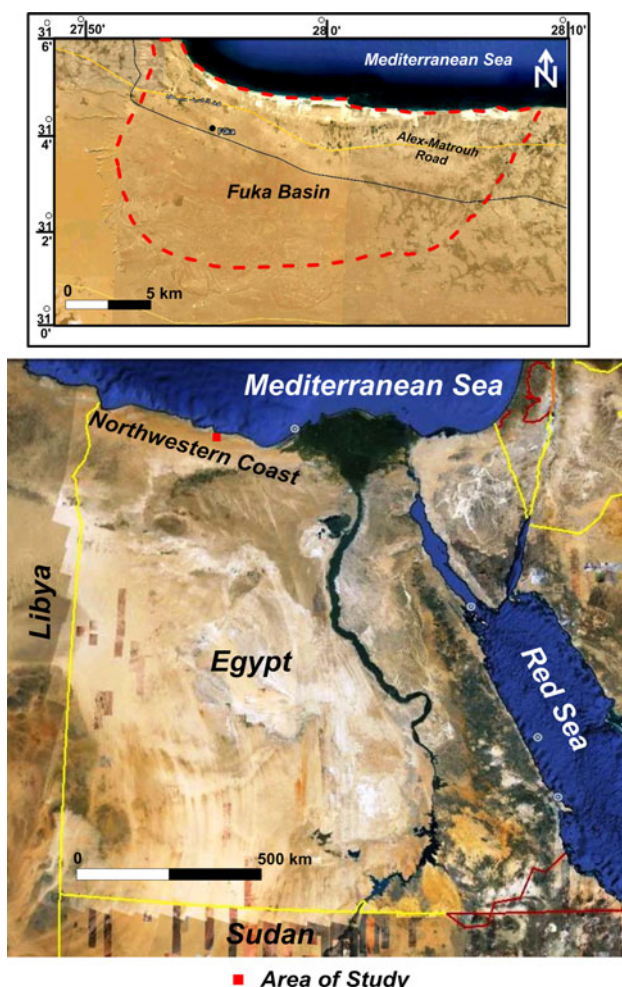 27 50' 28 0' 28 10'
31 6'
Mediterranean Sea
N
31 4'
Fuka
Alex-Matrouh
Road
Fuka Basin
31 2'
0 5 km
31 0'
Mediterranean Sea
Northwestern Coast
Libya
Egypt
Red Sea
0 500 km
Sudan
Area of Study